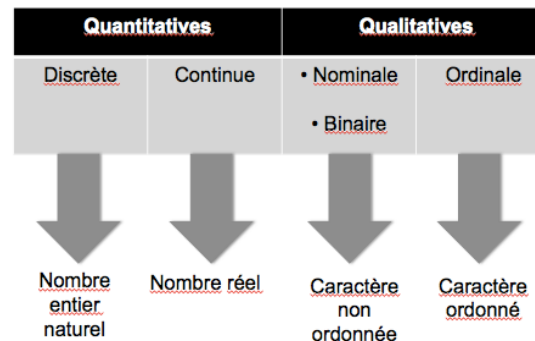 Quantitatives Qualitatives
Discrète Continue • Nominale Ordinale
• Binaire
Nombre entier naturel
Nombre réel
Caractère non ordonnée
Caractère ordonné